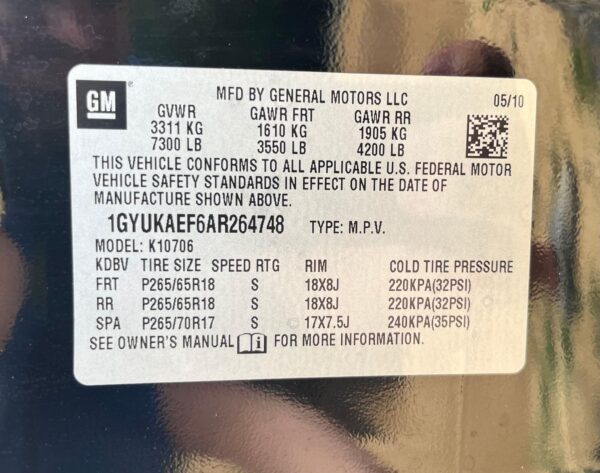 GM
MFD BY GENERAL MOTORS LLC 05/10
GVWR GAWR FRT GAWR RR
3311 KG 1610 KG 1905 KG
7300 LB 3550 LB 4200 LB
THIS VEHICLE CONFORMS TO ALL APPLICABLE U.S. FEDERAL MOTOR
VEHICLE SAFETY STANDARDS IN EFFECT ON THE DATE OF
MANUFACTURE SHOWN ABOVE.
1GYUKAEF6AR264748 TYPE: M.P.V.
MODEL: K10706
KDBV TIRE SIZE SPEED RTG RIM COLD TIRE PRESSURE
FRT P265/65R18 S 18X8J 220KPA(32PSI)
RR P265/65R18 S 18X8J 220KPA(32PSI)
SPA P265/70R17 S 17X7.5J 240KPA(35PSI)
SEE OWNER'S MANUAL FOR MORE INFORMATION.